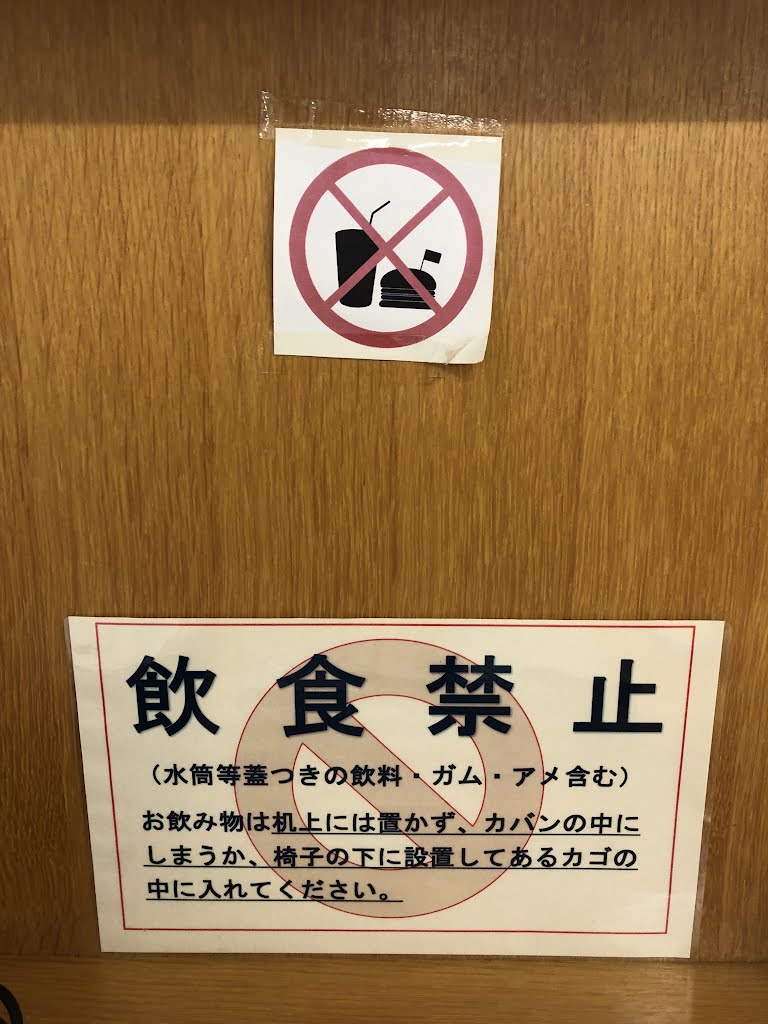 飲食禁止
（水筒等蓋つきの飲料・ガム・アメ含む）
お飲み物は机上には置かず、カバンの中に
しまうか、椅子の下に設置してあるカゴの
中に入れてください。